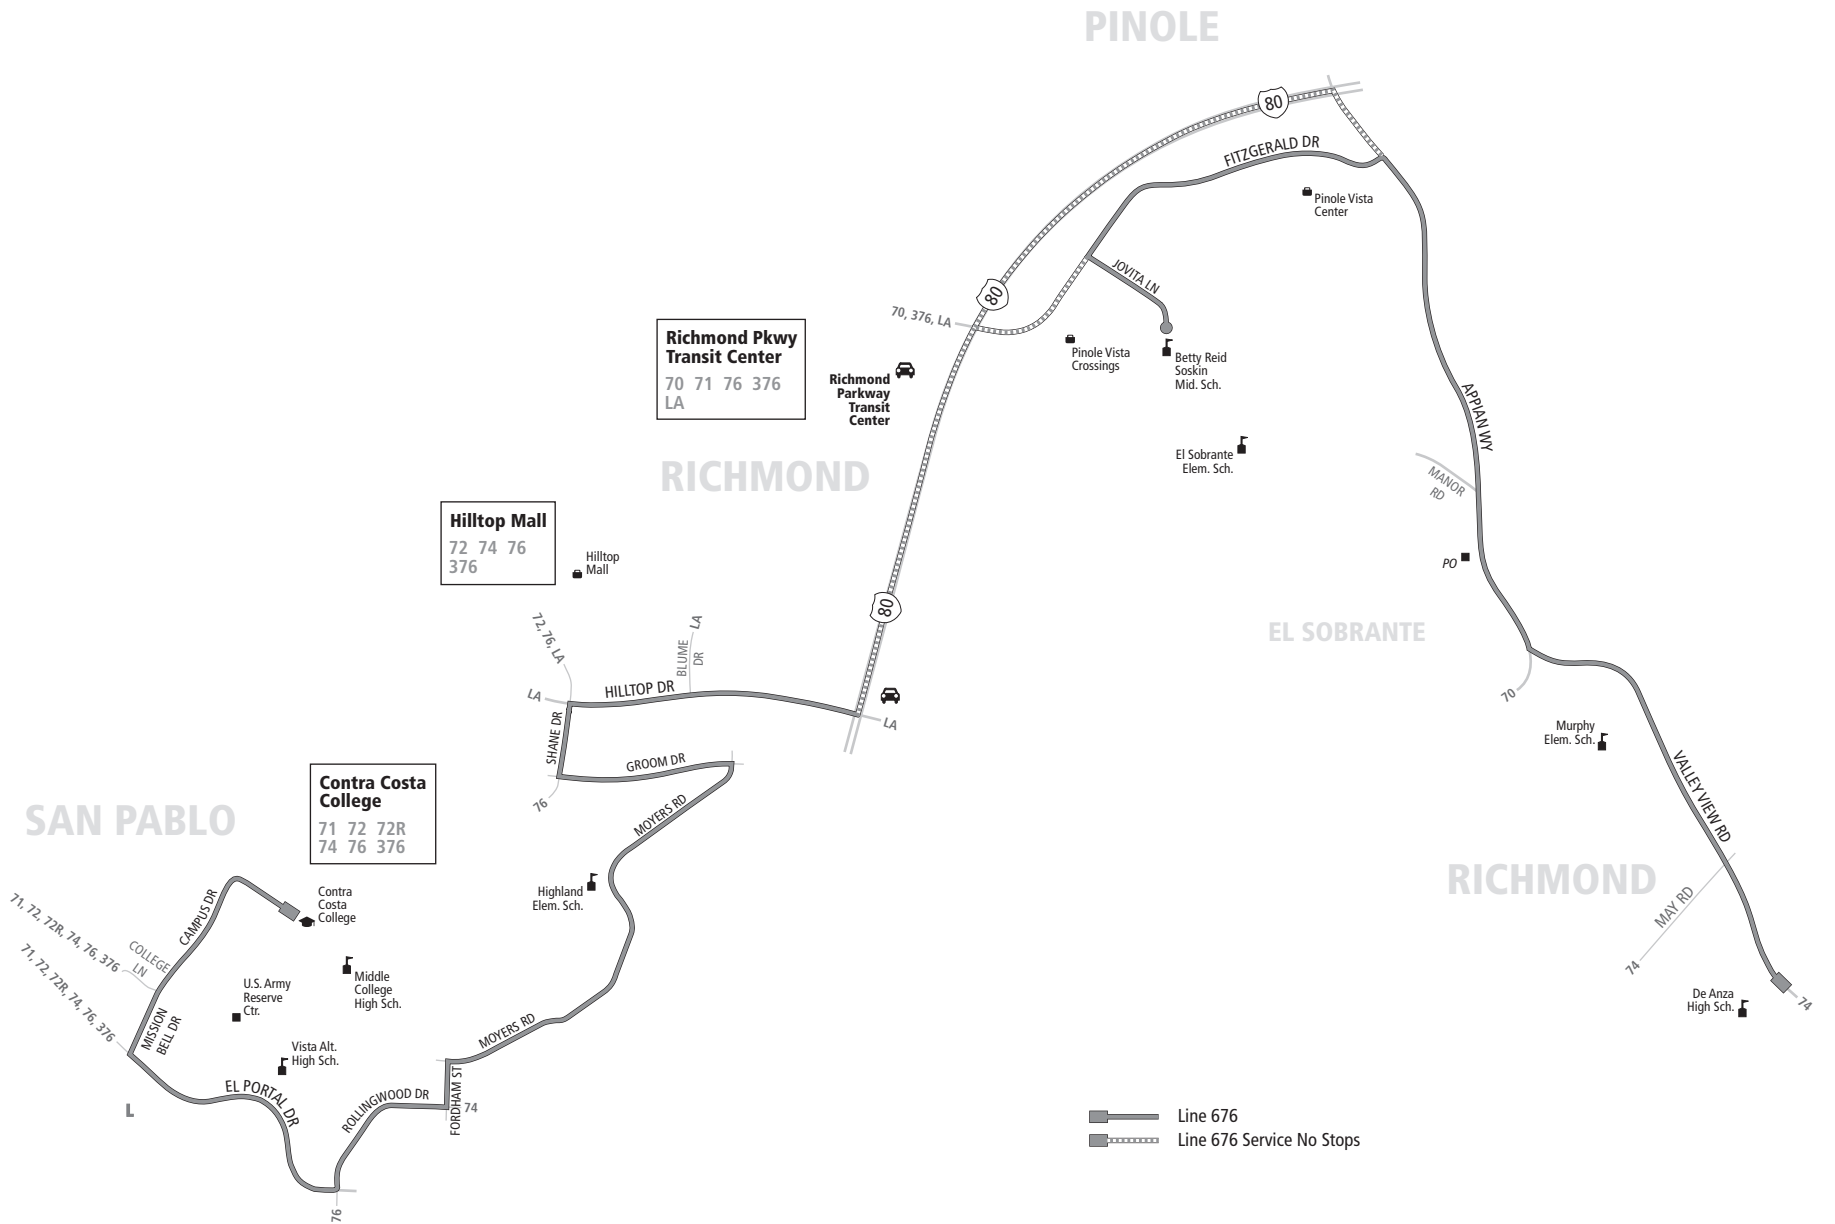 PINOLE
80
FITZGERALD DR
Pinole Vista
Center
JOVITA LN
80
70, 376, LA
Richmond Pkwy
Transit Center
70 71 76 376
LA
Richmond
Parkway
Transit
Center
Pinole Vista
Crossings
Betty Reid
Soskin
Mid. Sch.
APPIAN WY
El Sobrante
Elem. Sch.
RICHMOND
MANOR
RD
Hilltop Mall
72 74 76
376
Hilltop
Mall
PO
80
EL SOBRANTE
72, 76, LA
BLUME
DR
LA
LA
HILLTOP DR
LA
70
Murphy
Elem. Sch.
SHANE DR
GROOM DR
76
VALLEY VIEW RD
Contra Costa
College
71 72 72R
74 76 376
SAN PABLO
MOYERS RD
RICHMOND
Highland
Elem. Sch.
Contra
Costa
College
CAMPUS DR
MAY RD
74
71, 72, 72R, 74, 76, 376
COLLEGE
LN
71, 72, 72R, 74, 76, 376
U.S. Army
Reserve
Ctr.
Middle
College
High Sch.
De Anza
High Sch.
74
MISSION
BELL DR
MOYERS RD
Vista Alt.
High Sch.
EL PORTAL DR
L
ROLLINGWOOD DR
FORDHAM ST
74
76
Line 676
Line 676 Service No Stops